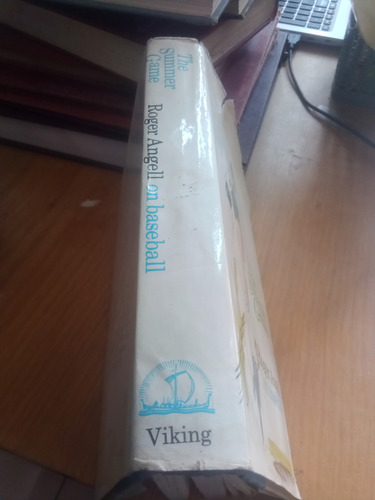 The
Summer
Game
Roger Angell on baseball
Viking